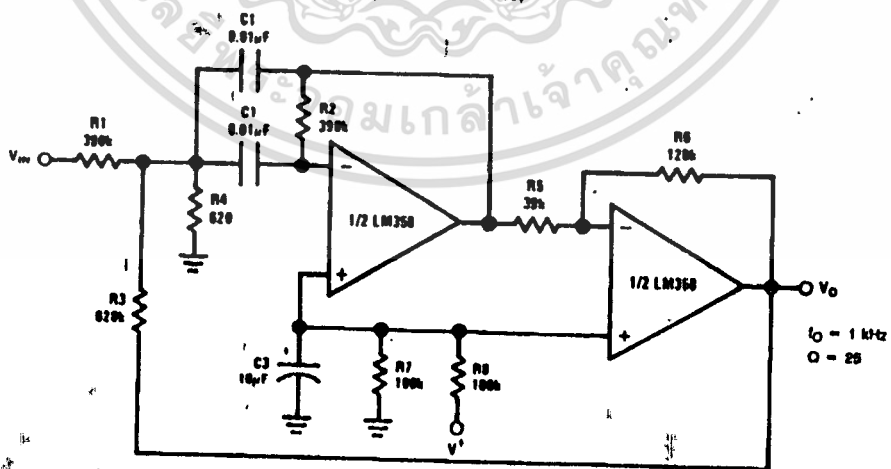 C1
0.01μF
C1
0.01μF
R2
390k
R1
390k
VIN
R4
620
R3
620k
1/2 LM358
R5
39k
R6
120k
1/2 LM358
VO
fO = 1 kHz
Q = 25
C3
10μF
R7
100k
R8
100k
V+